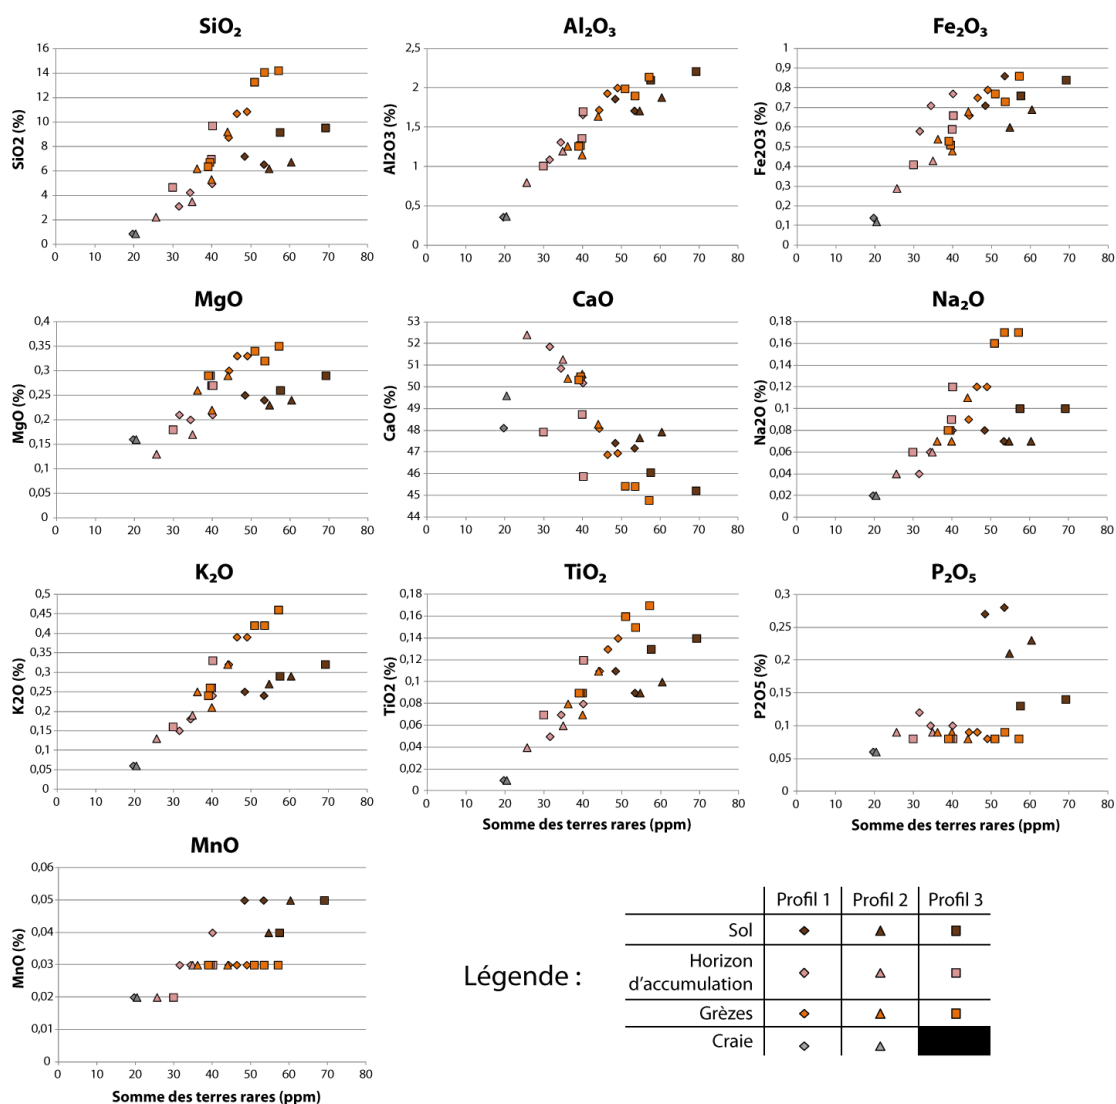 SiO₂
16
14
12
10
8
6
4
2
0
SiO2 (%)
0 10 20 30 40 50 60 70 80
Al₂O₃
2,5
2
1,5
1
0,5
0
Al2O3 (%)
0 10 20 30 40 50 60 70 80
Fe₂O₃
1
0,9
0,8
0,7
0,6
0,5
0,4
0,3
0,2
0,1
0
Fe2O3 (%)
0 10 20 30 40 50 60 70 80
MgO
0,4
0,35
0,3
0,25
0,2
0,15
0,1
0,05
0
MgO (%)
0 10 20 30 40 50 60 70 80
CaO
53
52
51
50
49
48
47
46
45
44
CaO (%)
0 10 20 30 40 50 60 70 80
Na₂O
0,18
0,16
0,14
0,12
0,1
0,08
0,06
0,04
0,02
0
Na2O (%)
0 10 20 30 40 50 60 70 80
K₂O
0,5
0,45
0,4
0,35
0,3
0,25
0,2
0,15
0,1
0,05
0
K2O (%)
0 10 20 30 40 50 60 70 80
TiO₂
0,18
0,16
0,14
0,12
0,10
0,08
0,06
0,04
0,02
0
TiO2 (%)
0 10 20 30 40 50 60 70 80
Somme des terres rares (ppm)
P₂O₅
0,3
0,25
0,2
0,15
0,1
0,05
0
P2O5 (%)
0 10 20 30 40 50 60 70 80
Somme des terres rares (ppm)
MnO
0,06
0,05
0,04
0,03
0,02
0,01
0
MnO (%)
0 10 20 30 40 50 60 70 80
Somme des terres rares (ppm)
Légende :
Profil 1 Profil 2 Profil 3
Sol
Horizon
d'accumulation
Grèzes
Craie